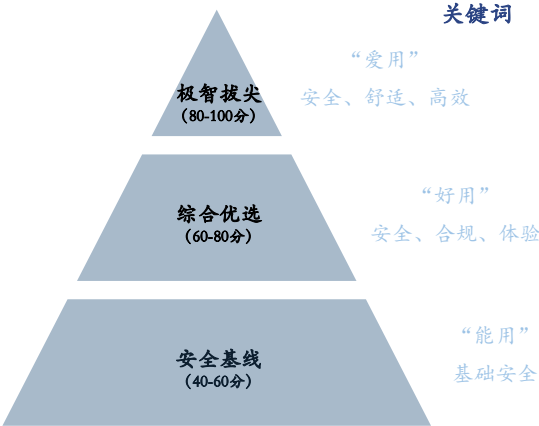 关键词
“爱用”
极智拔尖
安全、舒适、高效
（80-100分）
“好用”
综合优选
安全、合规、体验
（60-80分）
“能用”
安全基线
基础安全
（40-60分）